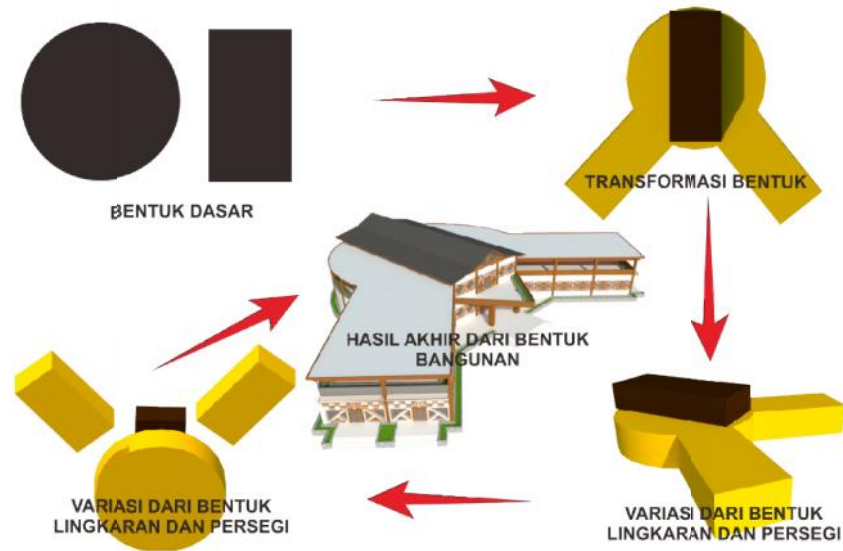 BENTUK DASAR
TRANSFORMASI BENTUK
HASIL AKHIR DARI BENTUK
BANGUNAN
VARIASI DARI BENTUK
LINGKARAN DAN PERSEGI
VARIASI DARI BENTUK
LINGKARAN DAN PERSEGI